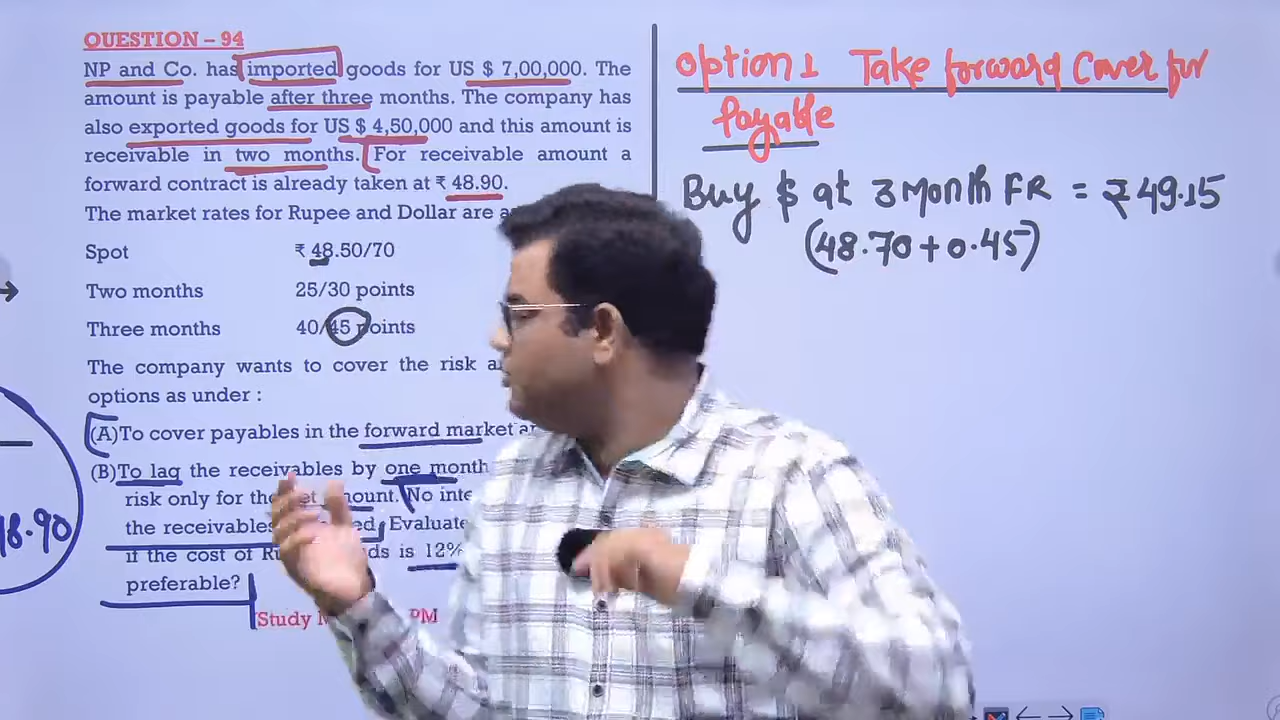 QUESTION – 94
NP and Co. has imported goods for US $ 7,00,000. The
amount is payable after three months. The company has
also exported goods for US $ 4,50,000 and this amount is
receivable in two months. For receivable amount a
forward contract is already taken at ₹ 48.90.
The market rates for Rupee and Dollar are
Spot ₹ 48.50/70
Two months 25/30 points
Three months 40/45 points
The company wants to cover the risk
options as under :
(A)To cover payables in the forward market
(B)To lag the receivables by one month
risk only for the amount. No
the receivables Evaluate
if the cost of is 12%
preferable?
Study PM
48.90
Option 1 Take forward Cover for
Payable
Buy $ at 3 Month FR = ₹49.15
(48.70 + 0.45)